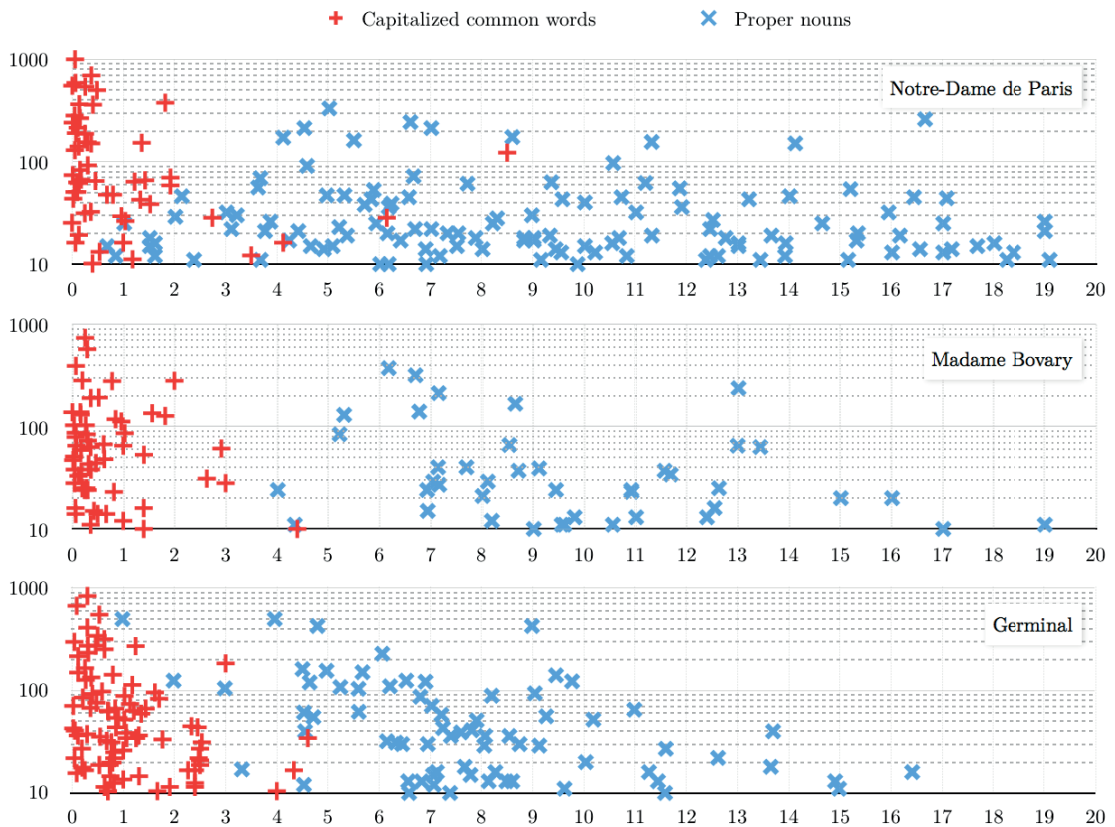 Capitalized common words Proper nouns
1000
Notre-Dame de Paris
100
10
0 1 2 3 4 5 6 7 8 9 10 11 12 13 14 15 16 17 18 19 20
1000
Madame Bovary
100
10
0 1 2 3 4 5 6 7 8 9 10 11 12 13 14 15 16 17 18 19 20
1000
Germinal
100
10
0 1 2 3 4 5 6 7 8 9 10 11 12 13 14 15 16 17 18 19 20